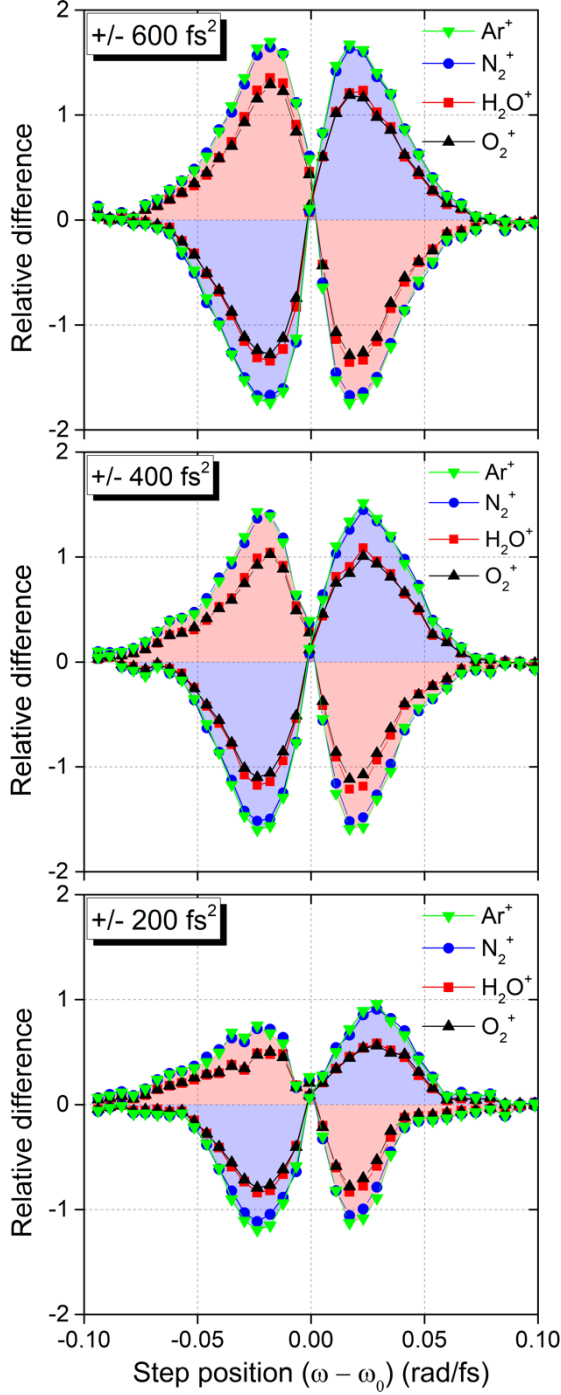 +/- 600 fs²
Ar⁺
N₂⁺
H₂O⁺
O₂⁺
Relative difference
2
1
0
-1
-2
+/- 400 fs²
Ar⁺
N₂⁺
H₂O⁺
O₂⁺
Relative difference
2
1
0
-1
-2
+/- 200 fs²
Ar⁺
N₂⁺
H₂O⁺
O₂⁺
Relative difference
2
1
0
-1
-2
-0.10 -0.05 0.00 0.05 0.10
Step position (ω − ω₀) (rad/fs)